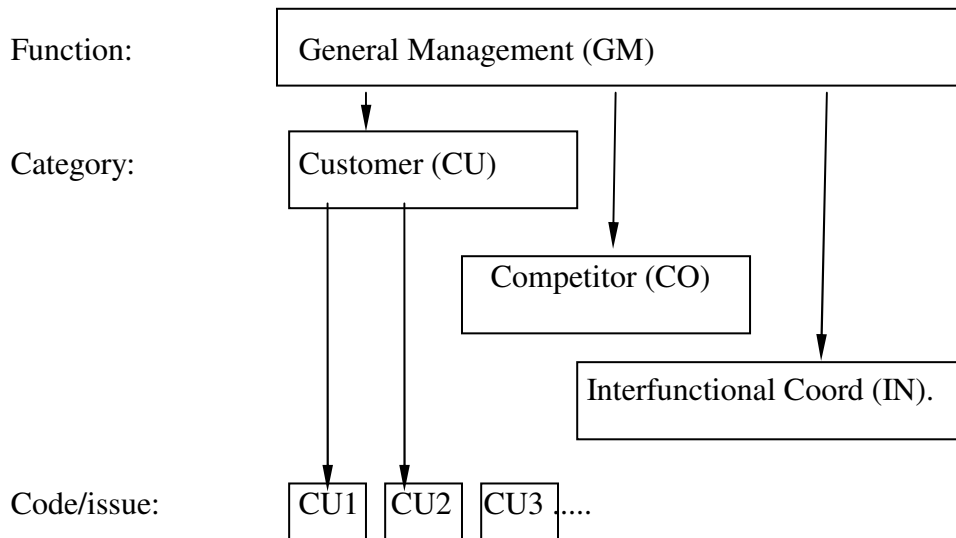 Function: General Management (GM)
Category: Customer (CU)
Competitor (CO)
Interfunctional Coord (IN).
Code/issue: CU1 CU2 CU3 .....